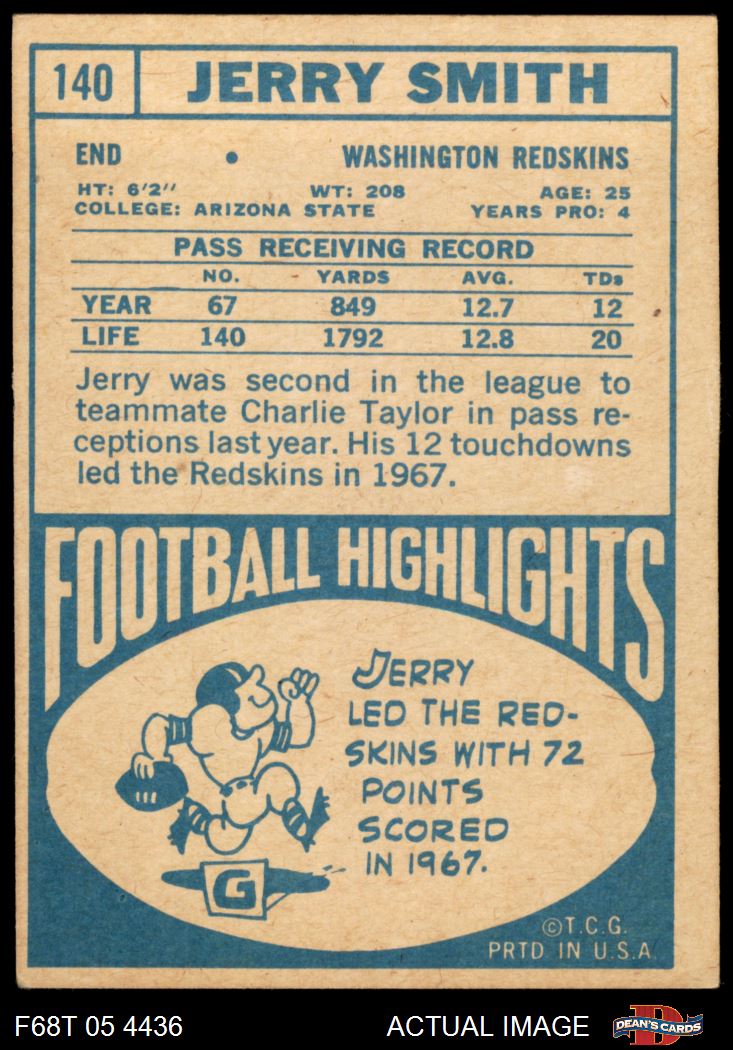 140 JERRY SMITH
END • WASHINGTON REDSKINS
HT: 6'2" WT: 208 AGE: 25
COLLEGE: ARIZONA STATE YEARS PRO: 4
PASS RECEIVING RECORD
NO. YARDS AVG. TDs
YEAR 67 849 12.7 12
LIFE 140 1792 12.8 20
Jerry was second in the league to
teammate Charlie Taylor in pass re-
ceptions last year. His 12 touchdowns
led the Redskins in 1967.
FOOTBALL HIGHLIGHTS
JERRY
LED THE RED-
SKINS WITH 72
POINTS
SCORED
IN 1967.
G
©T.C.G.
PRTD. IN U.S.A.
F68T 05 4436 ACTUAL IMAGE D DEAN'S CARDS